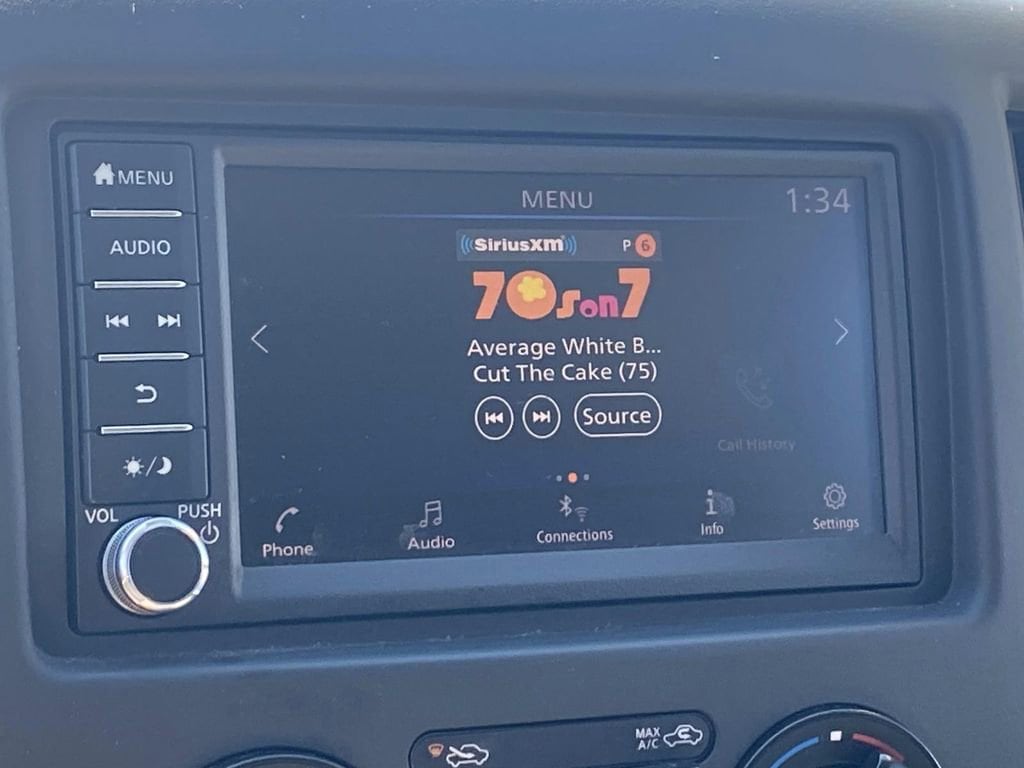 MENU
AUDIO
VOL
PUSH
MENU
1:34
SiriusXM
P 6
70s on 7
Average White B...
Cut The Cake (75)
Source
Call History
Phone
Audio
Connections
Info
Settings
MAX
A/C